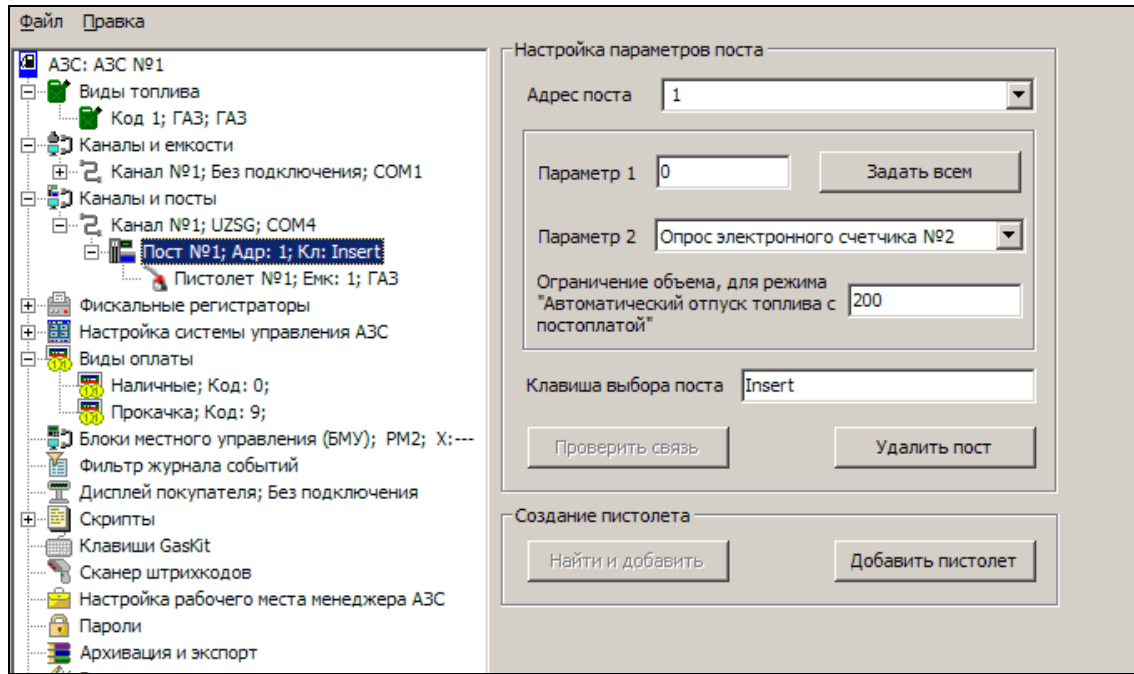 Файл Правка
АЗС: АЗС №1
Виды топлива
Код 1; ГАЗ; ГАЗ
Каналы и емкости
Канал №1; Без подключения; COM1
Каналы и посты
Канал №1; UZSG; COM4
Пост №1; Адр: 1; Кл: Insert
Пистолет №1; Емк: 1; ГАЗ
Фискальные регистраторы
Настройка системы управления АЗС
Виды оплаты
Наличные; Код: 0;
Прокачка; Код: 9;
Блоки местного управления (БМУ); PM2; X:---
Фильтр журнала событий
Дисплей покупателя; Без подключения
Скрипты
Клавиши GasKit
Сканер штрихкодов
Настройка рабочего места менеджера АЗС
Пароли
Архивация и экспорт
Настройка параметров поста
Адрес поста 1
Параметр 1 0 Задать всем
Параметр 2 Опрос электронного счетчика №2
Ограничение объема, для режима
"Автоматический отпуск топлива с 200
постоплатой"
Клавиша выбора поста Insert
Проверить связь Удалить пост
Создание пистолета
Найти и добавить Добавить пистолет